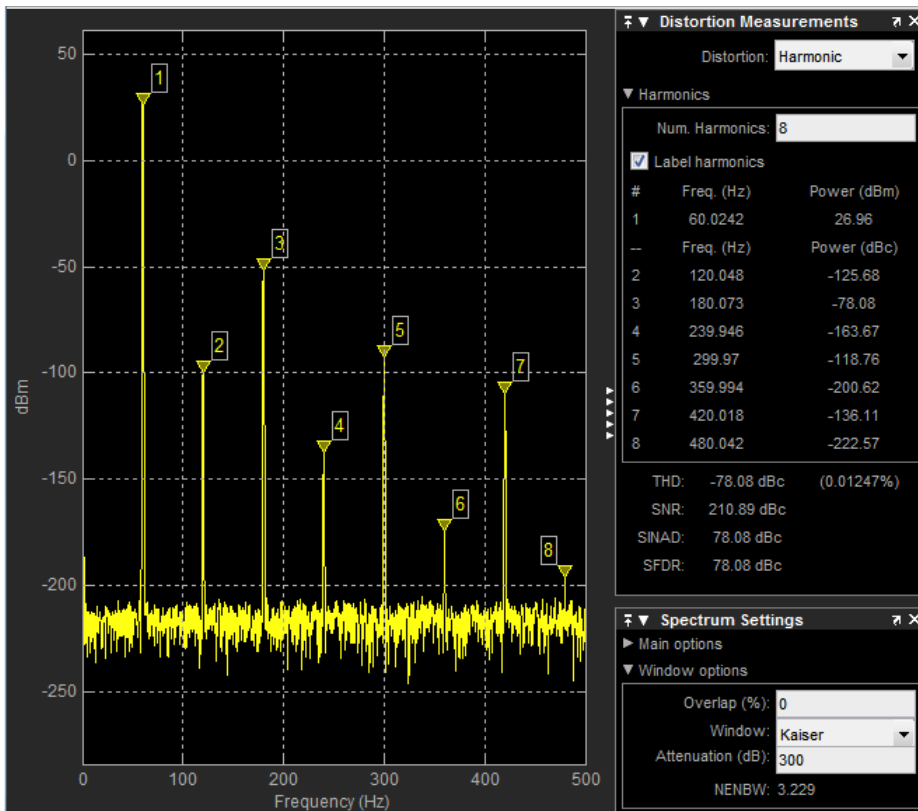 50
0
-50
-100
-150
-200
-250
dBm
0 100 200 300 400 500
Frequency (Hz)
1
2
3
4
5
6
7
8
Distortion Measurements
Distortion: Harmonic
Harmonics
Num. Harmonics: 8
Label harmonics
# Freq. (Hz) Power (dBm)
1 60.0242 26.96
-- Freq. (Hz) Power (dBc)
2 120.048 -125.68
3 180.073 -78.08
4 239.946 -163.67
5 299.97 -118.76
6 359.994 -200.62
7 420.018 -136.11
8 480.042 -222.57
THD: -78.08 dBc (0.01247%)
SNR: 210.89 dBc
SINAD: 78.08 dBc
SFDR: 78.08 dBc
Spectrum Settings
Main options
Window options
Overlap (%): 0
Window: Kaiser
Attenuation (dB): 300
NENBW: 3.229